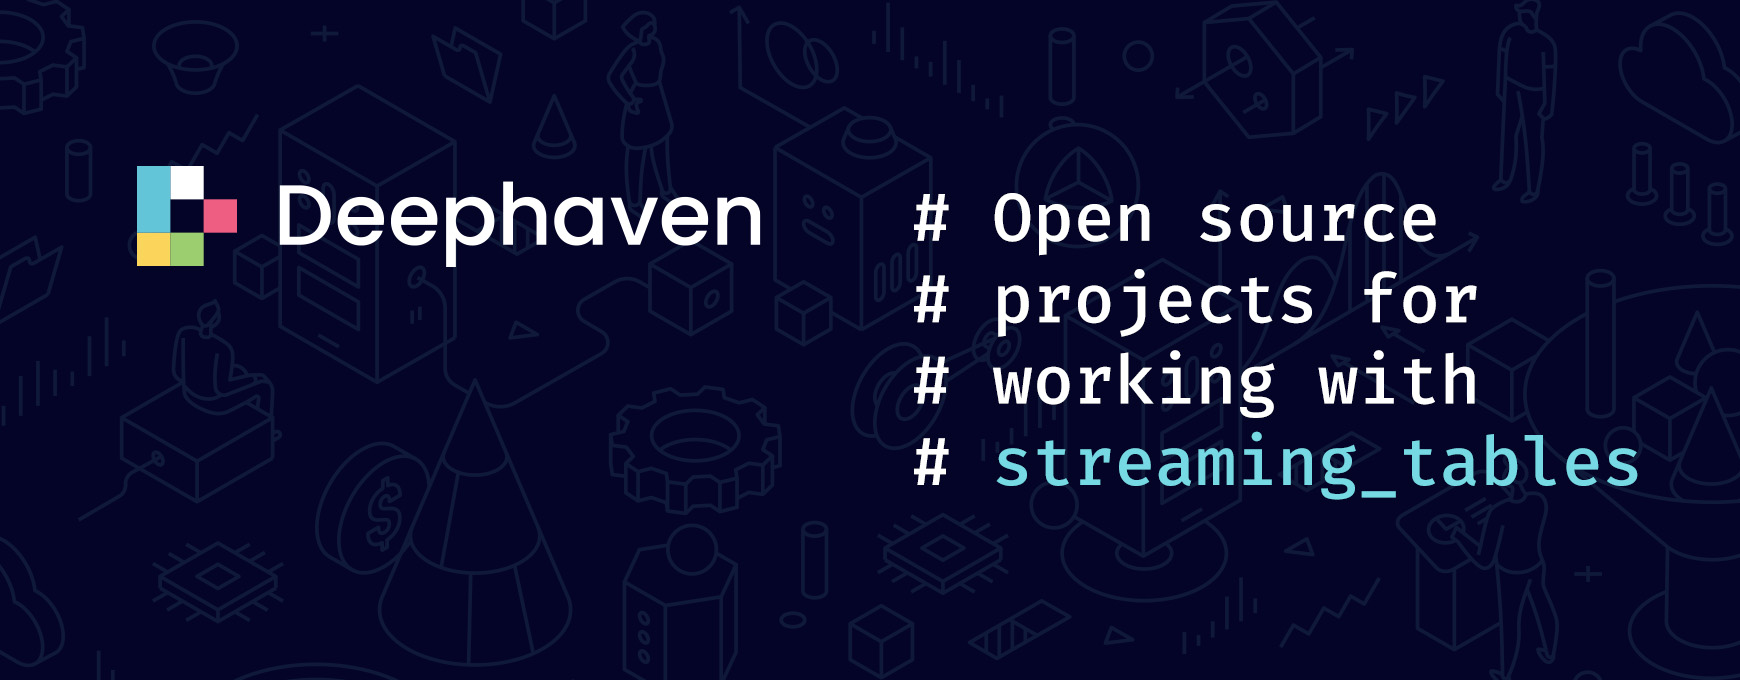 Deephaven
# Open source
# projects for
# working with
# streaming_tables